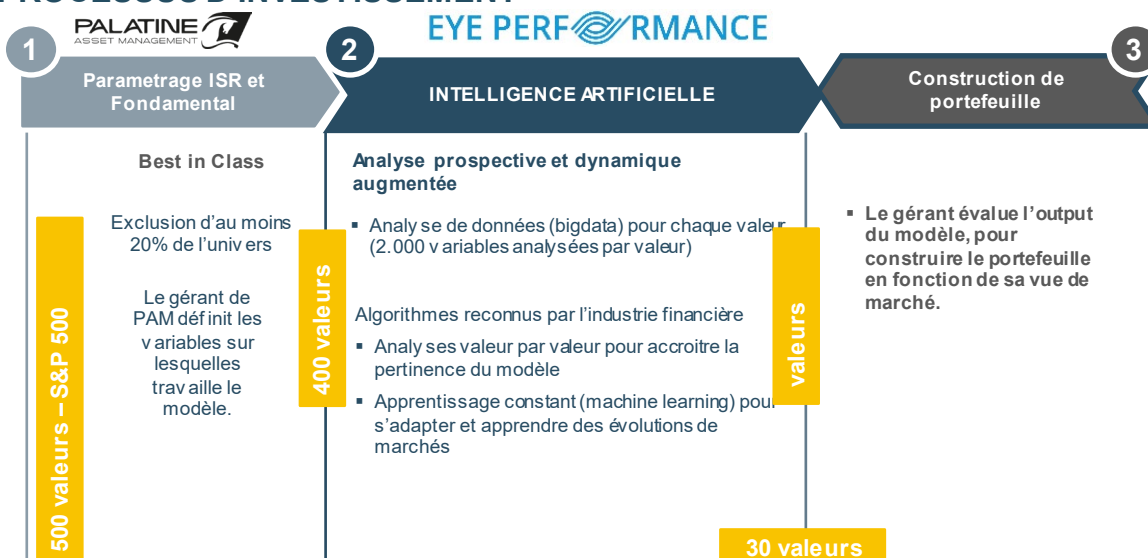 PROCESSUS D'INVESTISSEMENT
PALATINE
ASSET MANAGEMENT
EYE PERFORMANCE
1
2
3
Parametrage ISR et
Fondamental
INTELLIGENCE ARTIFICIELLE
Construction de
portefeuille
Best in Class
Exclusion d'au moins
20% de l'univers
Le gérant de
PAM définit les
variables sur
lesquelles
travaille le
modèle.
500 valeurs – S&P 500
400 valeurs
Analyse prospective et dynamique
augmentée
▪ Analyse de données (bigdata) pour chaque valeur
(2.000 variables analysées par valeur)
Algorithmes reconnus par l'industrie financière
▪ Analyses valeur par valeur pour accroitre la
pertinence du modèle
▪ Apprentissage constant (machine learning) pour
s'adapter et apprendre des évolutions de
marchés
valeurs
30 valeurs
▪ Le gérant évalue l'output
du modèle, pour
construire le portefeuille
en fonction de sa vue de
marché.